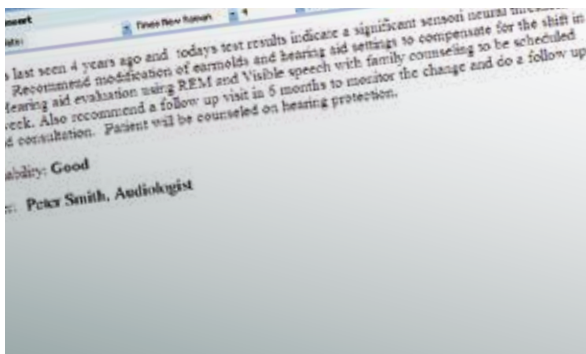 Times New Roman
last seen 4 years ago and todays test results indicate a significant sensori neural
Recommend modification of earmolds and hearing aid settings to compensate for the shift in
Hearing aid evaluation using REM and Visible speech with family counseling to be scheduled
Also recommend a follow up visit in 6 months to monitor the change and do a follow up
consultation. Patient will be counseled on hearing protection.
Good
Peter Smith, Audiologist